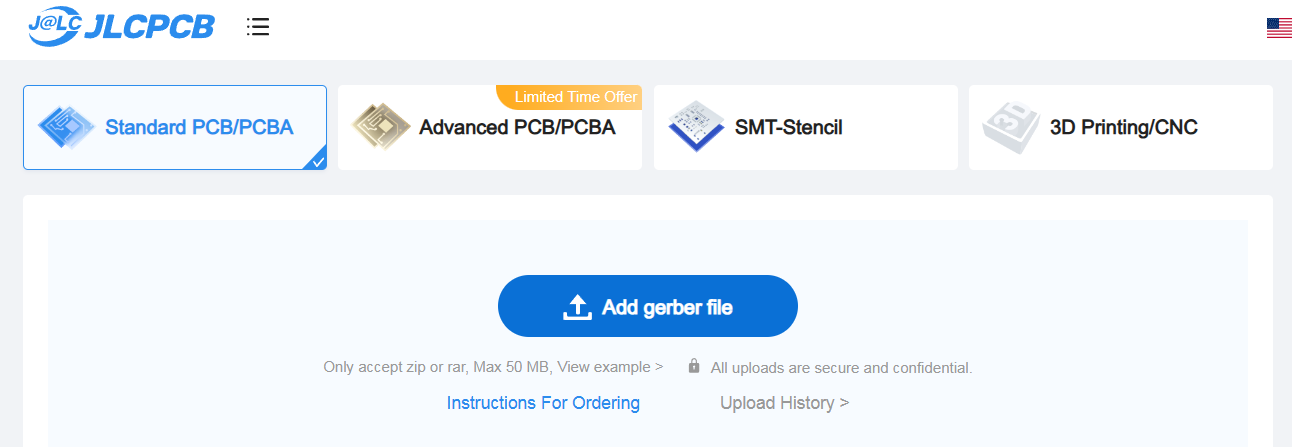 J@LC JLCPCB
Limited Time Offer
Standard PCB/PCBA
Advanced PCB/PCBA
SMT-Stencil
3D Printing/CNC
Add gerber file
Only accept zip or rar, Max 50 MB, View example > All uploads are secure and confidential.
Instructions For Ordering Upload History >